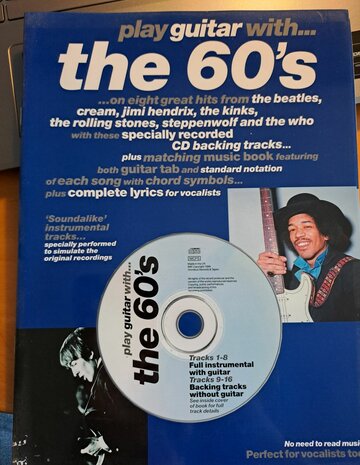 play guitar with...
the 60's
...on eight great hits from the beatles,
cream, jimi hendrix, the kinks,
the rolling stones, steppenwolf and the who
with these specially recorded
CD backing tracks...
plus matching music book featuring
both guitar tab and standard notation
of each song with chord symbols...
plus complete lyrics for vocalists
'Soundalike'
instrumental
tracks...
specially performed
to simulate the
original recordings
play guitar with...
the 60's
Tracks 1-8
Full instrumental
with guitar
Tracks 9-16
Backing tracks
without guitar
See inside cover
of book for full
track details
No need to read music
Perfect for vocalists too